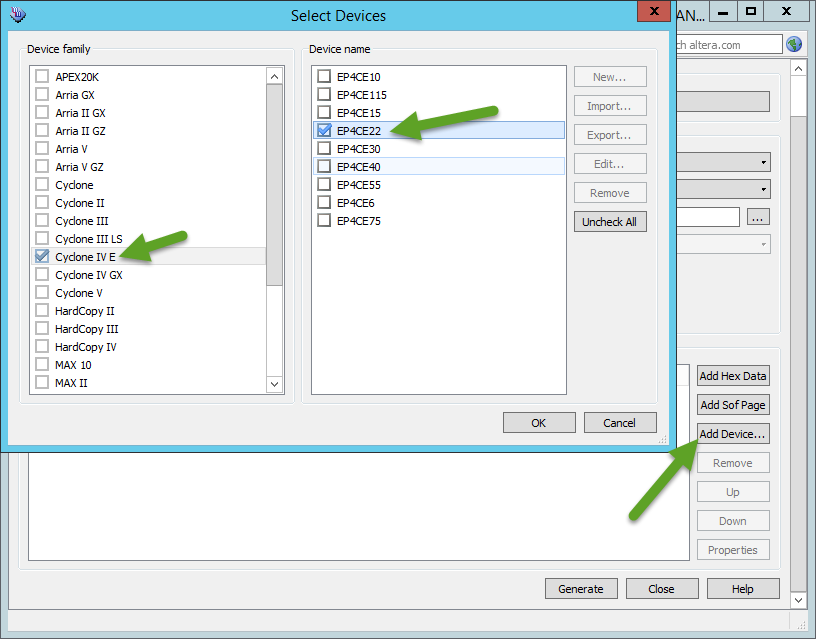 Select Devices
AN...
ch altera.com
Device family
APEX20K
Arria GX
Arria II GX
Arria II GZ
Arria V
Arria V GZ
Cyclone
Cyclone II
Cyclone III
Cyclone III LS
Cyclone IV E
Cyclone IV GX
Cyclone V
HardCopy II
HardCopy III
HardCopy IV
MAX 10
MAX II
Device name
EP4CE10
EP4CE115
EP4CE15
EP4CE22
EP4CE30
EP4CE40
EP4CE55
EP4CE6
EP4CE75
New...
Import...
Export...
Edit...
Remove
Uncheck All
OK
Cancel
...
Add Hex Data
Add Sof Page
Add Device...
Remove
Up
Down
Properties
Generate
Close
Help